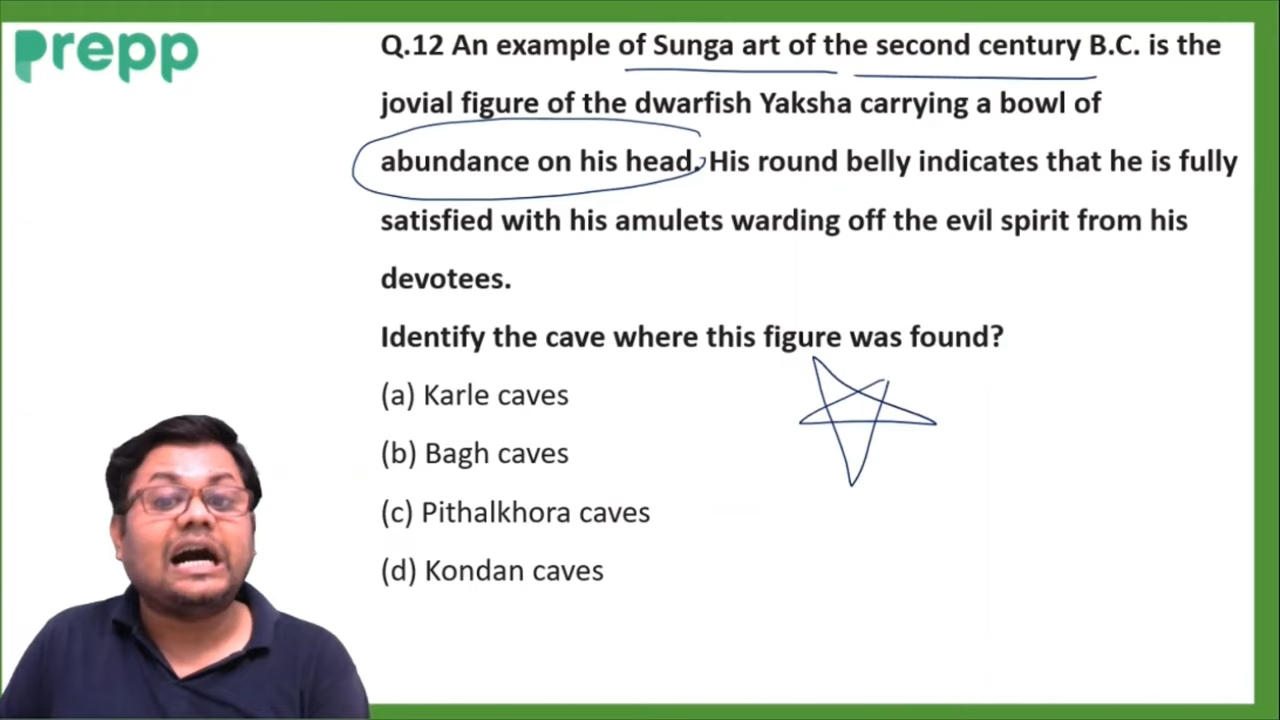 prepp
Q.12 An example of Sunga art of the second century B.C. is the
jovial figure of the dwarfish Yaksha carrying a bowl of
abundance on his head. His round belly indicates that he is fully
satisfied with his amulets warding off the evil spirit from his
devotees.
Identify the cave where this figure was found?
(a) Karle caves
(b) Bagh caves
(c) Pithalkhora caves
(d) Kondan caves